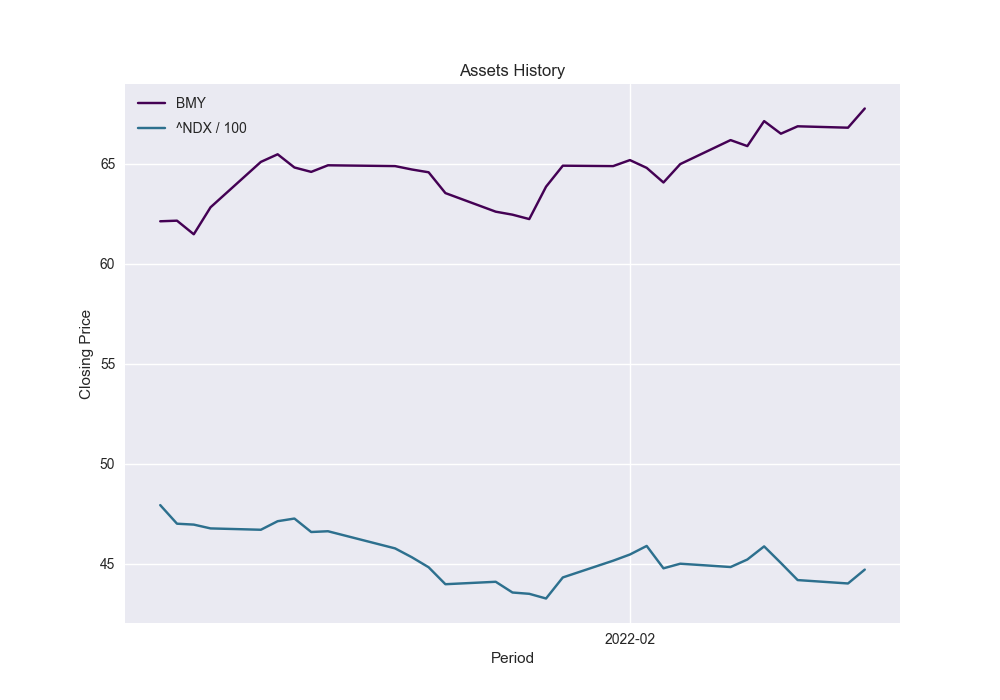 Assets History
BMY
^NDX / 100
65
60
55
50
45
Closing Price
2022-02
Period